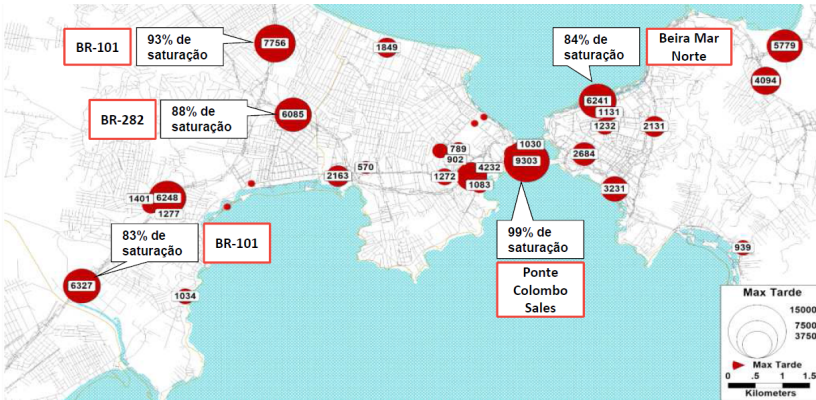 BR-101
93% de
saturação
7756
1849
84% de
saturação
Beira Mar
Norte
5779
4094
BR-282
88% de
saturação
6085
6241
1131
1232
2131
1030
9303
789
902
4232
1272
1083
2684
3231
570
2163
1401
6248
1277
83% de
saturação
BR-101
99% de
saturação
Ponte
Colombo
Sales
939
6327
1034
Max Tarde
15000
7500
3750
Max Tarde
0 .5 1 1.5
Kilometers